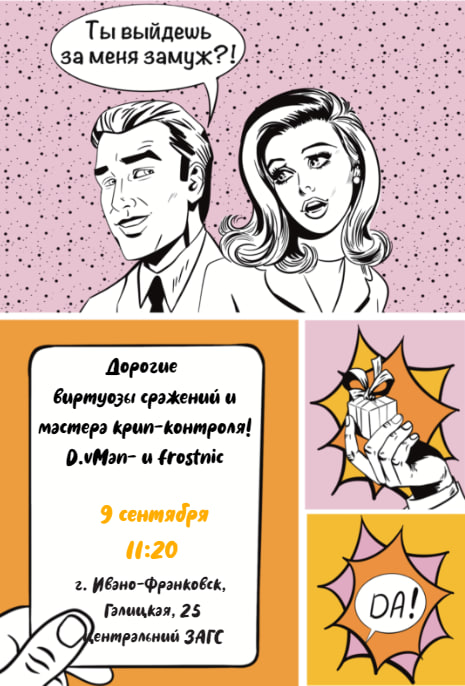 Ты выйдешь
за меня замуж?!
Дорогие
виртуозы сражений и
мастера крип-контроля!
D.vMan- и frostnic
9 сентября
11:20
г. Ивано-Франковск,
Галицкая, 25
Центральний ЗАГС
DA!